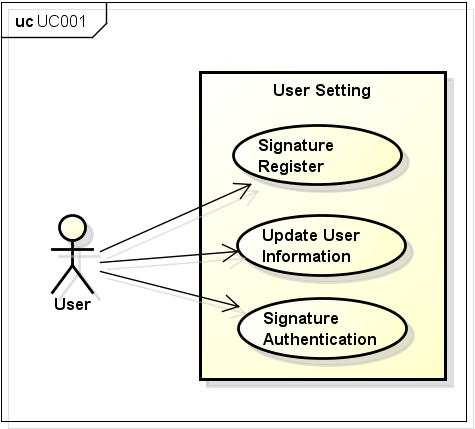 uc UC001
User Setting
Signature
Register
Update User
Information
User
Signature
Authentication